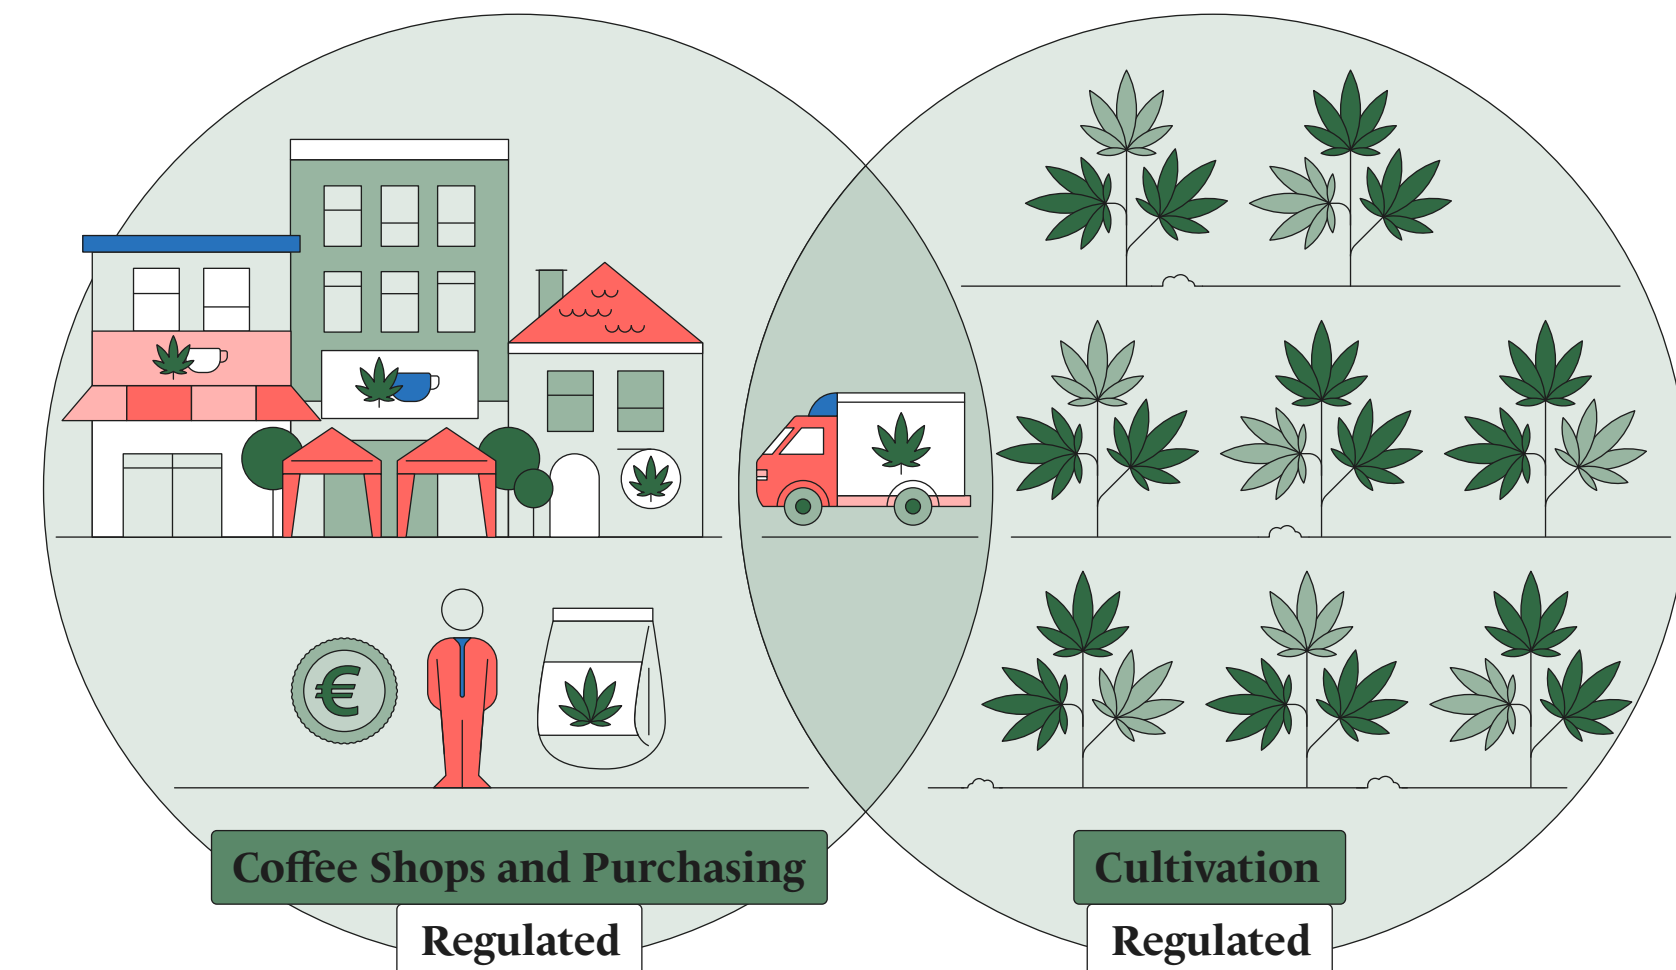 €
Coffee Shops and Purchasing
Regulated
Cultivation
Regulated